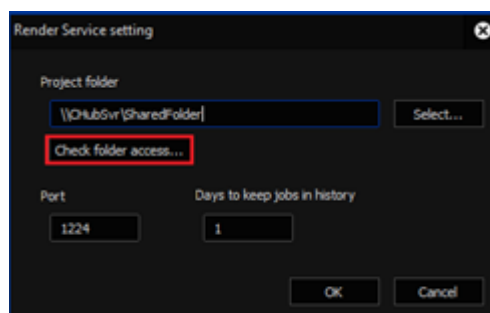 Render Service setting
Project folder
\\CHubSvr\SharedFolder
Select...
Check folder access...
Port
Days to keep jobs in history
1224
1
OK
Cancel